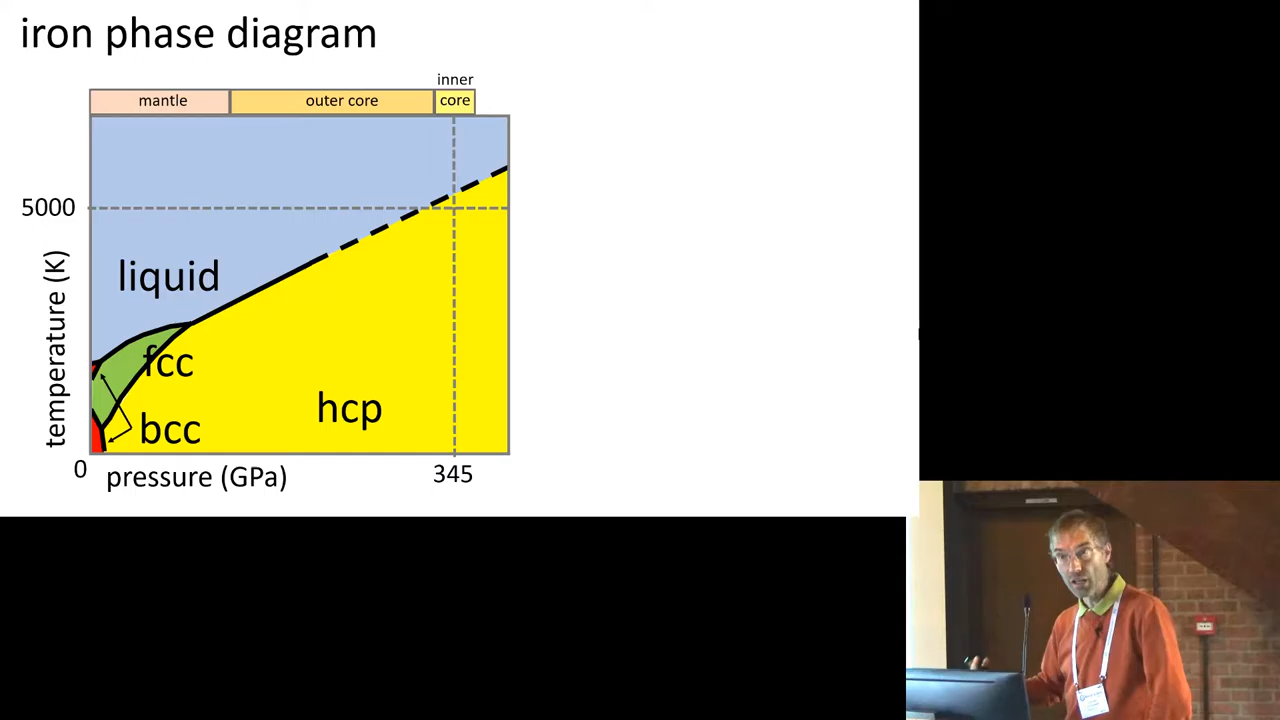 iron phase diagram
inner
mantle
outer core
core
5000
temperature (K)
liquid
fcc
bcc
hcp
0
pressure (GPa)
345